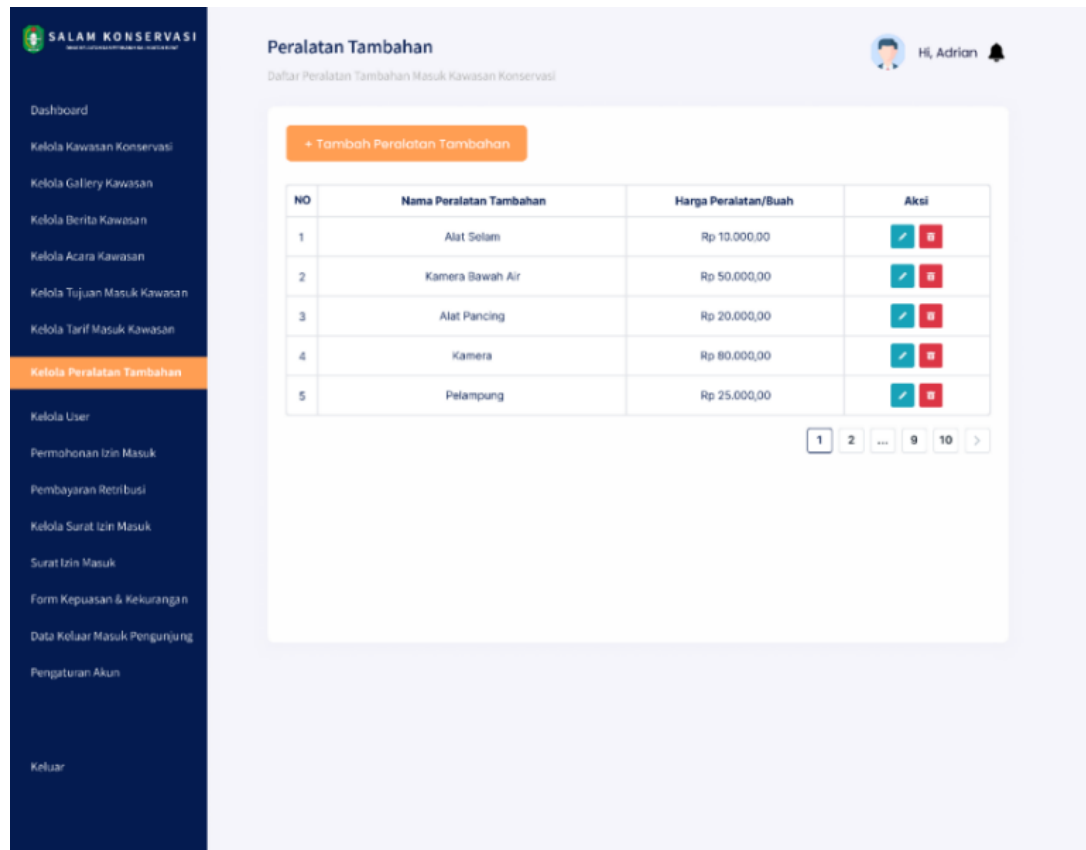 SALAM KONSERVASI
Dashboard
Kelola Kawasan Konservasi
Kelola Gallery Kawasan
Kelola Berita Kawasan
Kelola Acara Kawasan
Kelola Tujuan Masuk Kawasan
Kelola Tarif Masuk Kawasan
Kelola Peralatan Tambahan
Kelola User
Permohonan Izin Masuk
Pembayaran Retribusi
Kelola Surat Izin Masuk
Surat Izin Masuk
Form Kepuasan & Kekurangan
Data Keluar Masuk Pengunjung
Pengaturan Akun
Keluar
Peralatan Tambahan
Hi, Adrian
Daftar Peralatan Tambahan Masuk Kawasan Konservasi
+ Tambah Peralatan Tambahan
NO Nama Peralatan Tambahan Harga Peralatan/Buah Aksi
1 Alat Selam Rp 10.000,00
2 Kamera Bawah Air Rp 50.000,00
3 Alat Pancing Rp 20.000,00
4 Kamera Rp 80.000,00
5 Pelampung Rp 25.000,00
1 2 ... 9 10 >